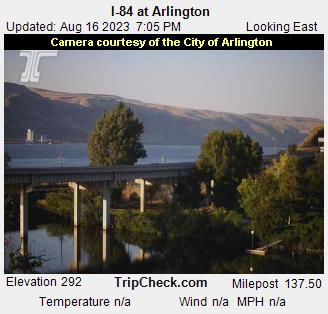 I-84 at Arlington
Updated: Aug 16 2023 7:05 PM Looking East
Camera courtesy of the City of Arlington
Elevation 292 TripCheck.com Milepost 137.50
Temperature n/a Wind n/a MPH n/a